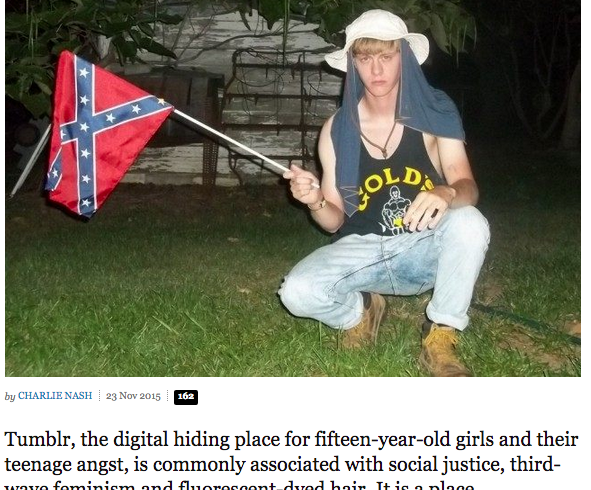 GOLD'S
by CHARLIE NASH 23 Nov 2015 162
Tumblr, the digital hiding place for fifteen-year-old girls and their
teenage angst, is commonly associated with social justice, third-
wave feminism and fluorescent-dyed hair. It is a place